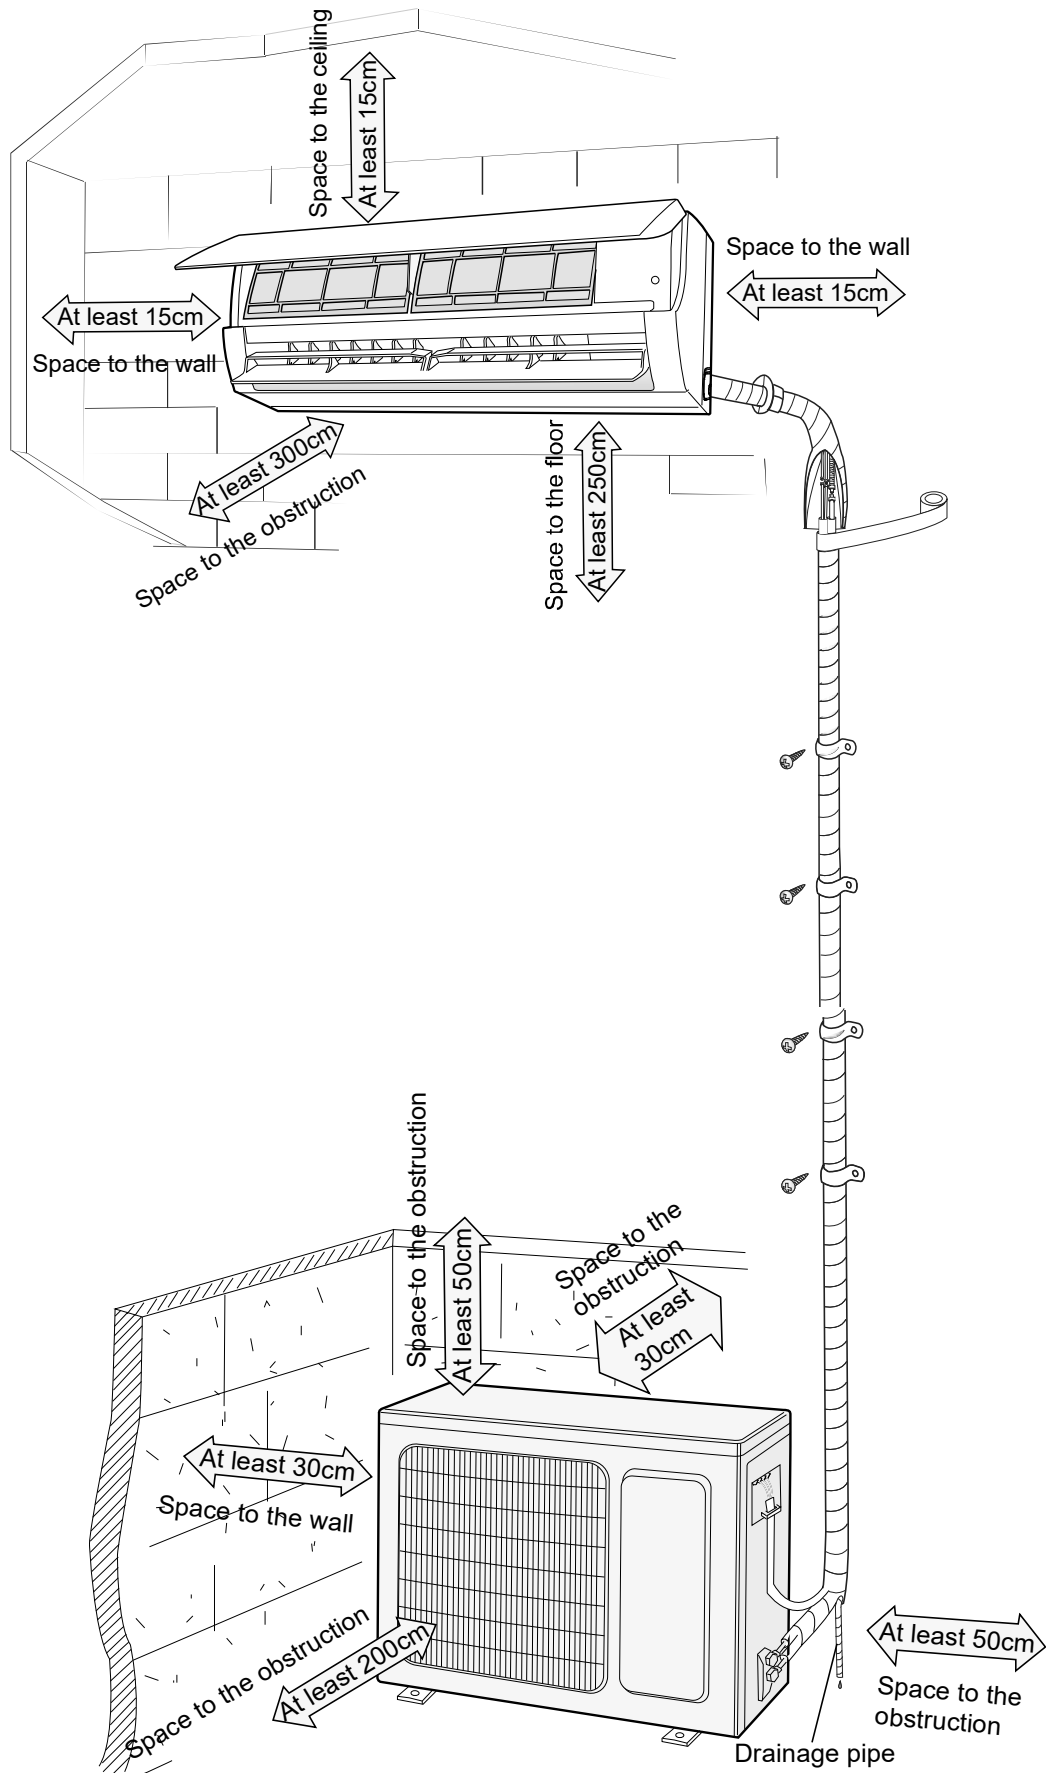 Space to the ceiling
At least 15cm
Space to the wall
At least 15cm
At least 15cm
Space to the wall
At least 300cm
Space to the obstruction
Space to the floor
At least 250cm
Space to the obstruction
At least 50cm
Space to the
obstruction
At least
30cm
At least 30cm
Space to the wall
Space to the obstruction
At least 200cm
At least 50cm
Space to the
obstruction
Drainage pipe